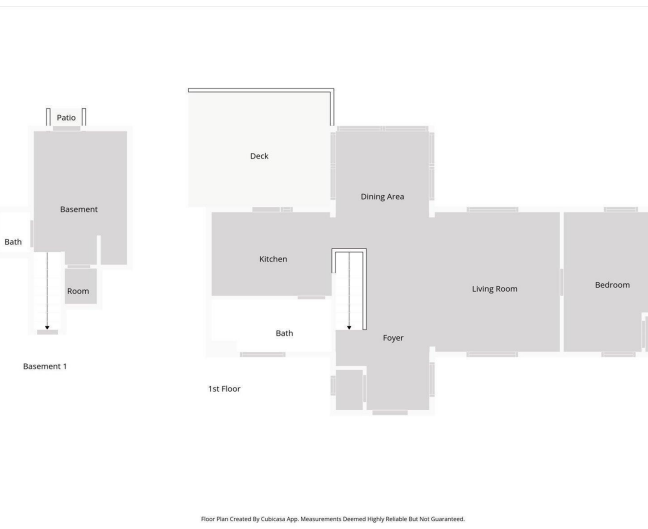 Patio
Deck
Dining Area
Basement
Bath
Kitchen
Living Room
Bedroom
Room
Bath
Foyer
Basement 1
1st Floor
Floor Plan Created By Cubicasa App. Measurements Deemed Highly Reliable But Not Guaranteed.